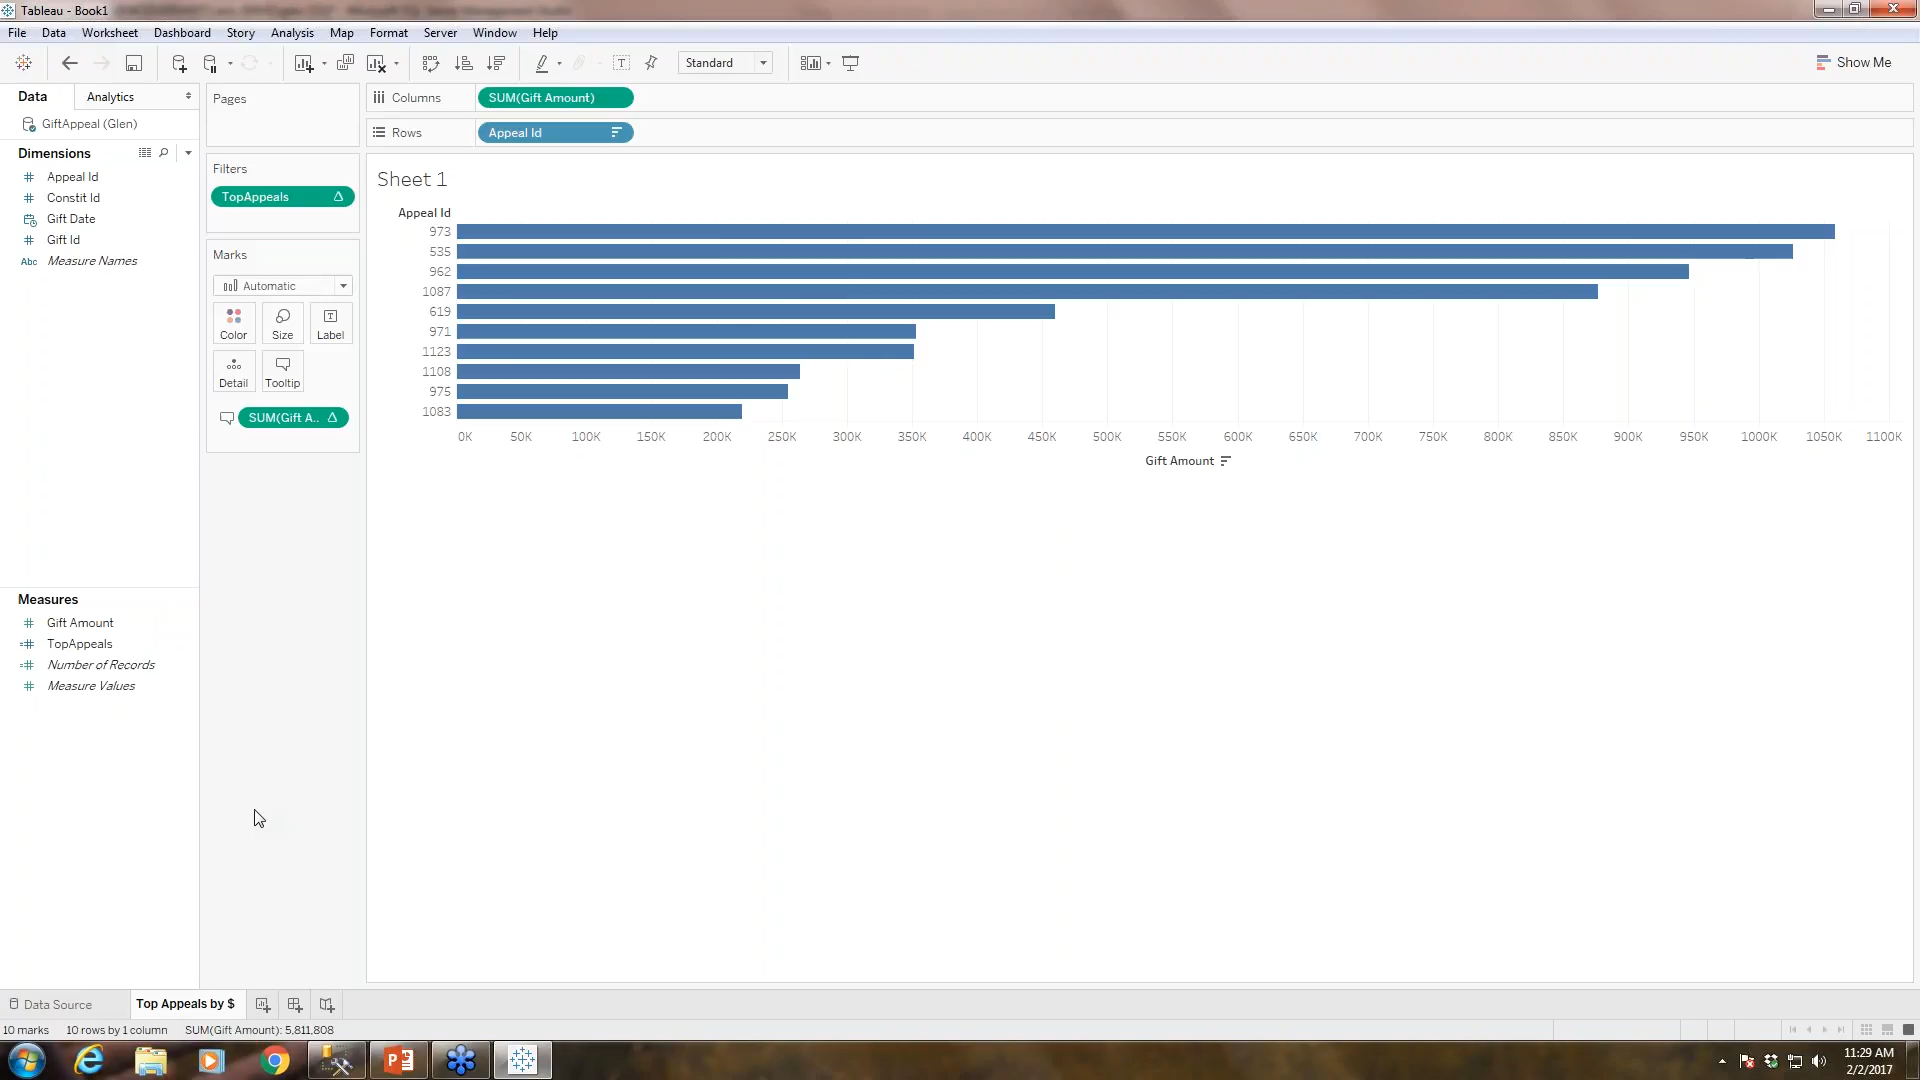 Tableau - Book1
File Data Worksheet Dashboard Story Analysis Map Format Server Window Help
Standard
Show Me
Data Analytics
GiftAppeal (Glen)
Dimensions
Appeal Id
Constit Id
Gift Date
Gift Id
Abc Measure Names
Measures
Gift Amount
TopAppeals
Number of Records
Measure Values
Pages
Filters
TopAppeals
Marks
Automatic
Color Size Label
Detail Tooltip
SUM(Gift A..
Columns SUM(Gift Amount)
Rows Appeal Id
Sheet 1
Appeal Id
973
535
962
1087
619
971
1123
1108
975
1083
0K 50K 100K 150K 200K 250K 300K 350K 400K 450K 500K 550K 600K 650K 700K 750K 800K 850K 900K 950K 1000K 1050K 1100K
Gift Amount
Data Source Top Appeals by $
10 marks 10 rows by 1 column SUM(Gift Amount): 5,811,808
11:29 AM
2/2/2017